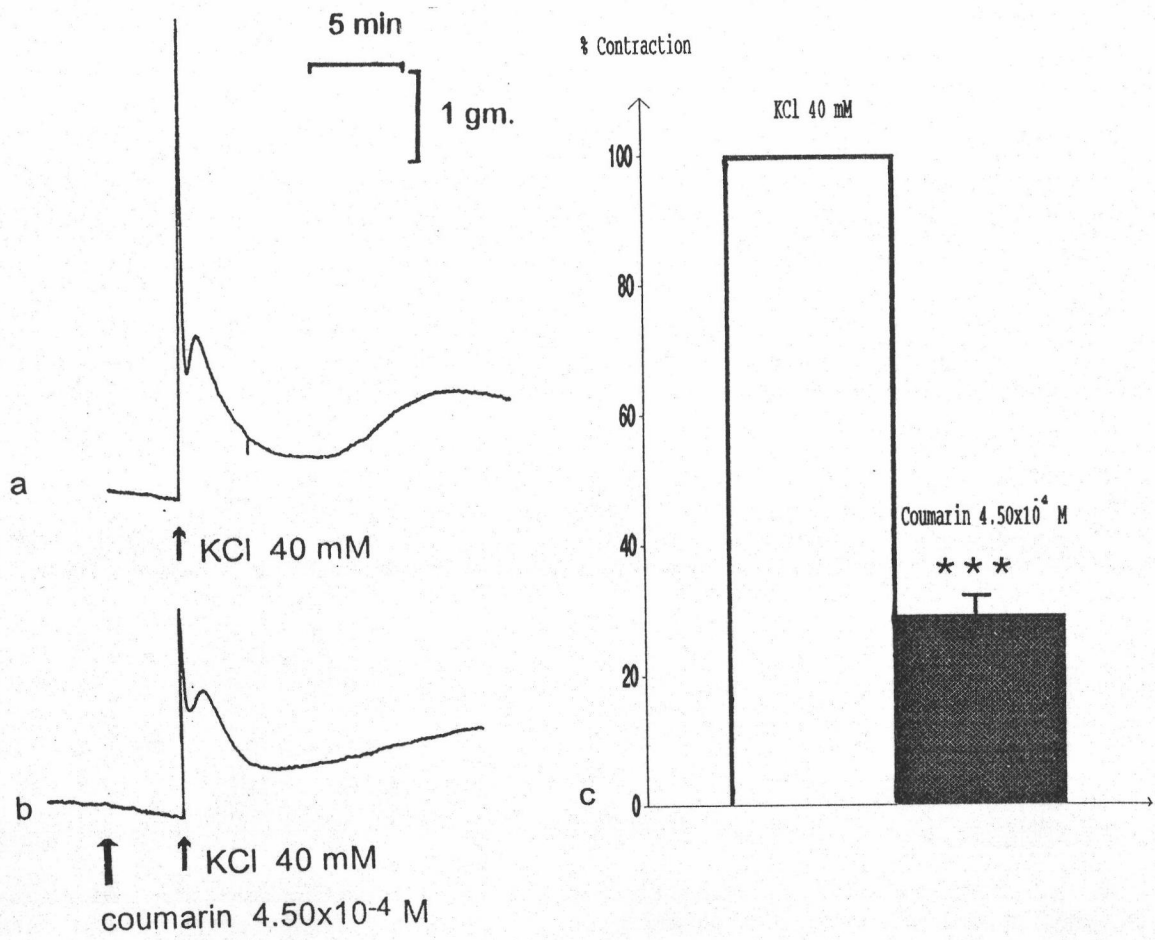 5 min
1 gm.
a
KCl 40 mM
b
KCl 40 mM
coumarin 4.50x10⁻⁴ M
% Contraction
KCl 40 mM
100
80
60
40
20
0
Coumarin 4.50x10⁻⁴ M
***
c